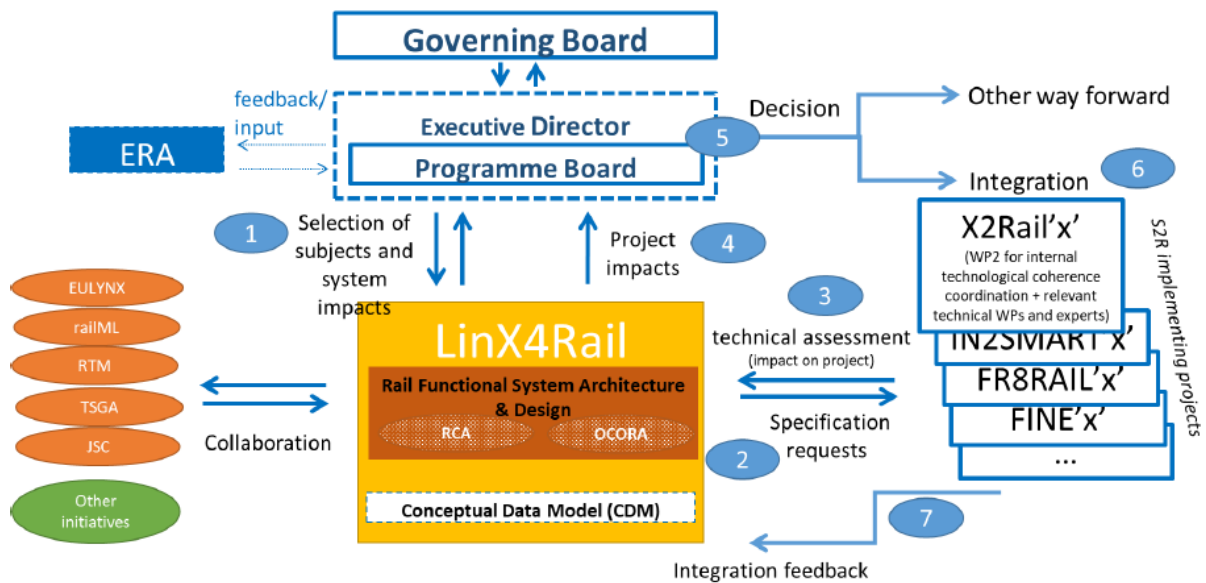 Governing Board
feedback/
input
ERA
Executive Director
Programme Board
5
Decision
Other way forward
Integration
6
1
Selection of
subjects and
system
impacts
Project
impacts
4
3
technical assessment
(impact on project)
Specification
requests
2
X2Rail'x'
(WP2 for internal
technological coherence
coordination + relevant
technical WPs and experts)
IN2SMART'x'
FR8RAIL'x'
FINE'x'
...
S2R implementing projects
EULYNX
railML
RTM
TSGA
JSC
Other
initiatives
Collaboration
LinX4Rail
Rail Functional System Architecture
& Design
RCA
OCORA
Conceptual Data Model (CDM)
7
Integration feedback